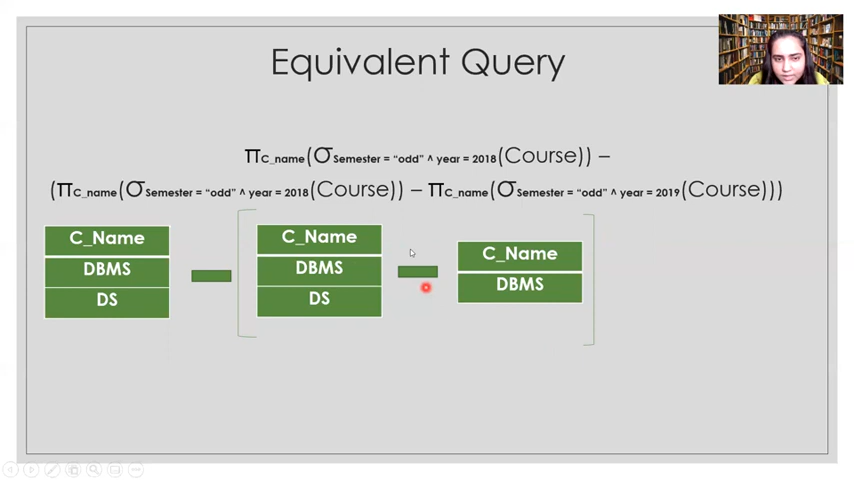 Equivalent Query
πC_name(σSemester = “odd” ^ year = 2018(Course)) –
(πC_name(σSemester = “odd” ^ year = 2018(Course)) – πC_name(σSemester = “odd” ^ year = 2019(Course)))
C_Name
DBMS
DS
C_Name
DBMS
DS
C_Name
DBMS